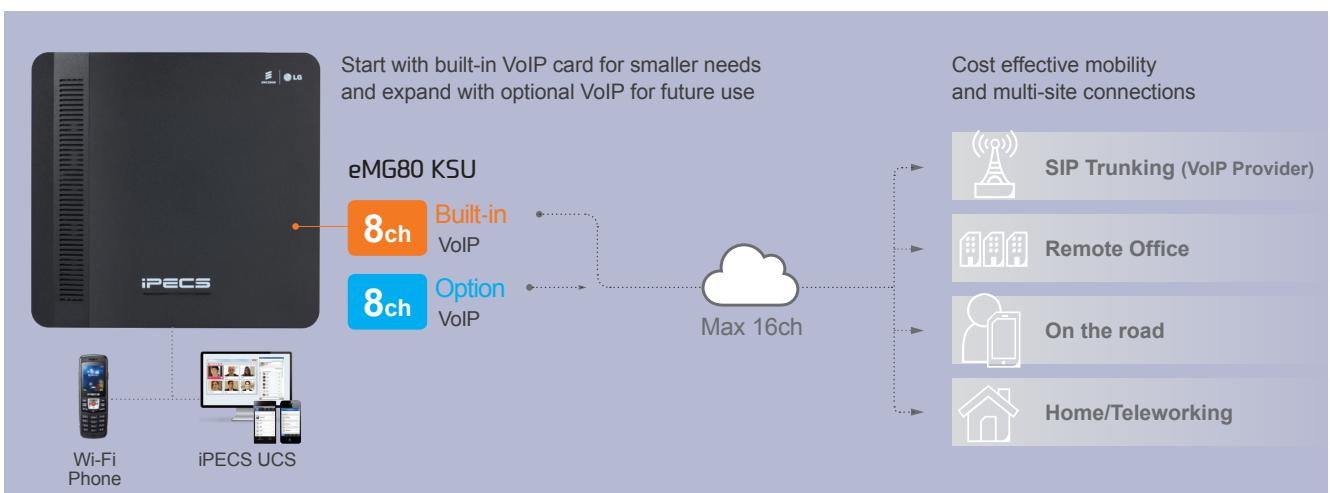 Start with built-in VoIP card for smaller needs
and expand with optional VoIP for future use
Cost effective mobility
and multi-site connections
LG
iPECS
eMG80 KSU
8ch
Built-in
VoIP
8ch
Option
VoIP
Max 16ch
SIP Trunking (VoIP Provider)
Remote Office
On the road
Home/Teleworking
Wi-Fi
Phone
iPECS UCS